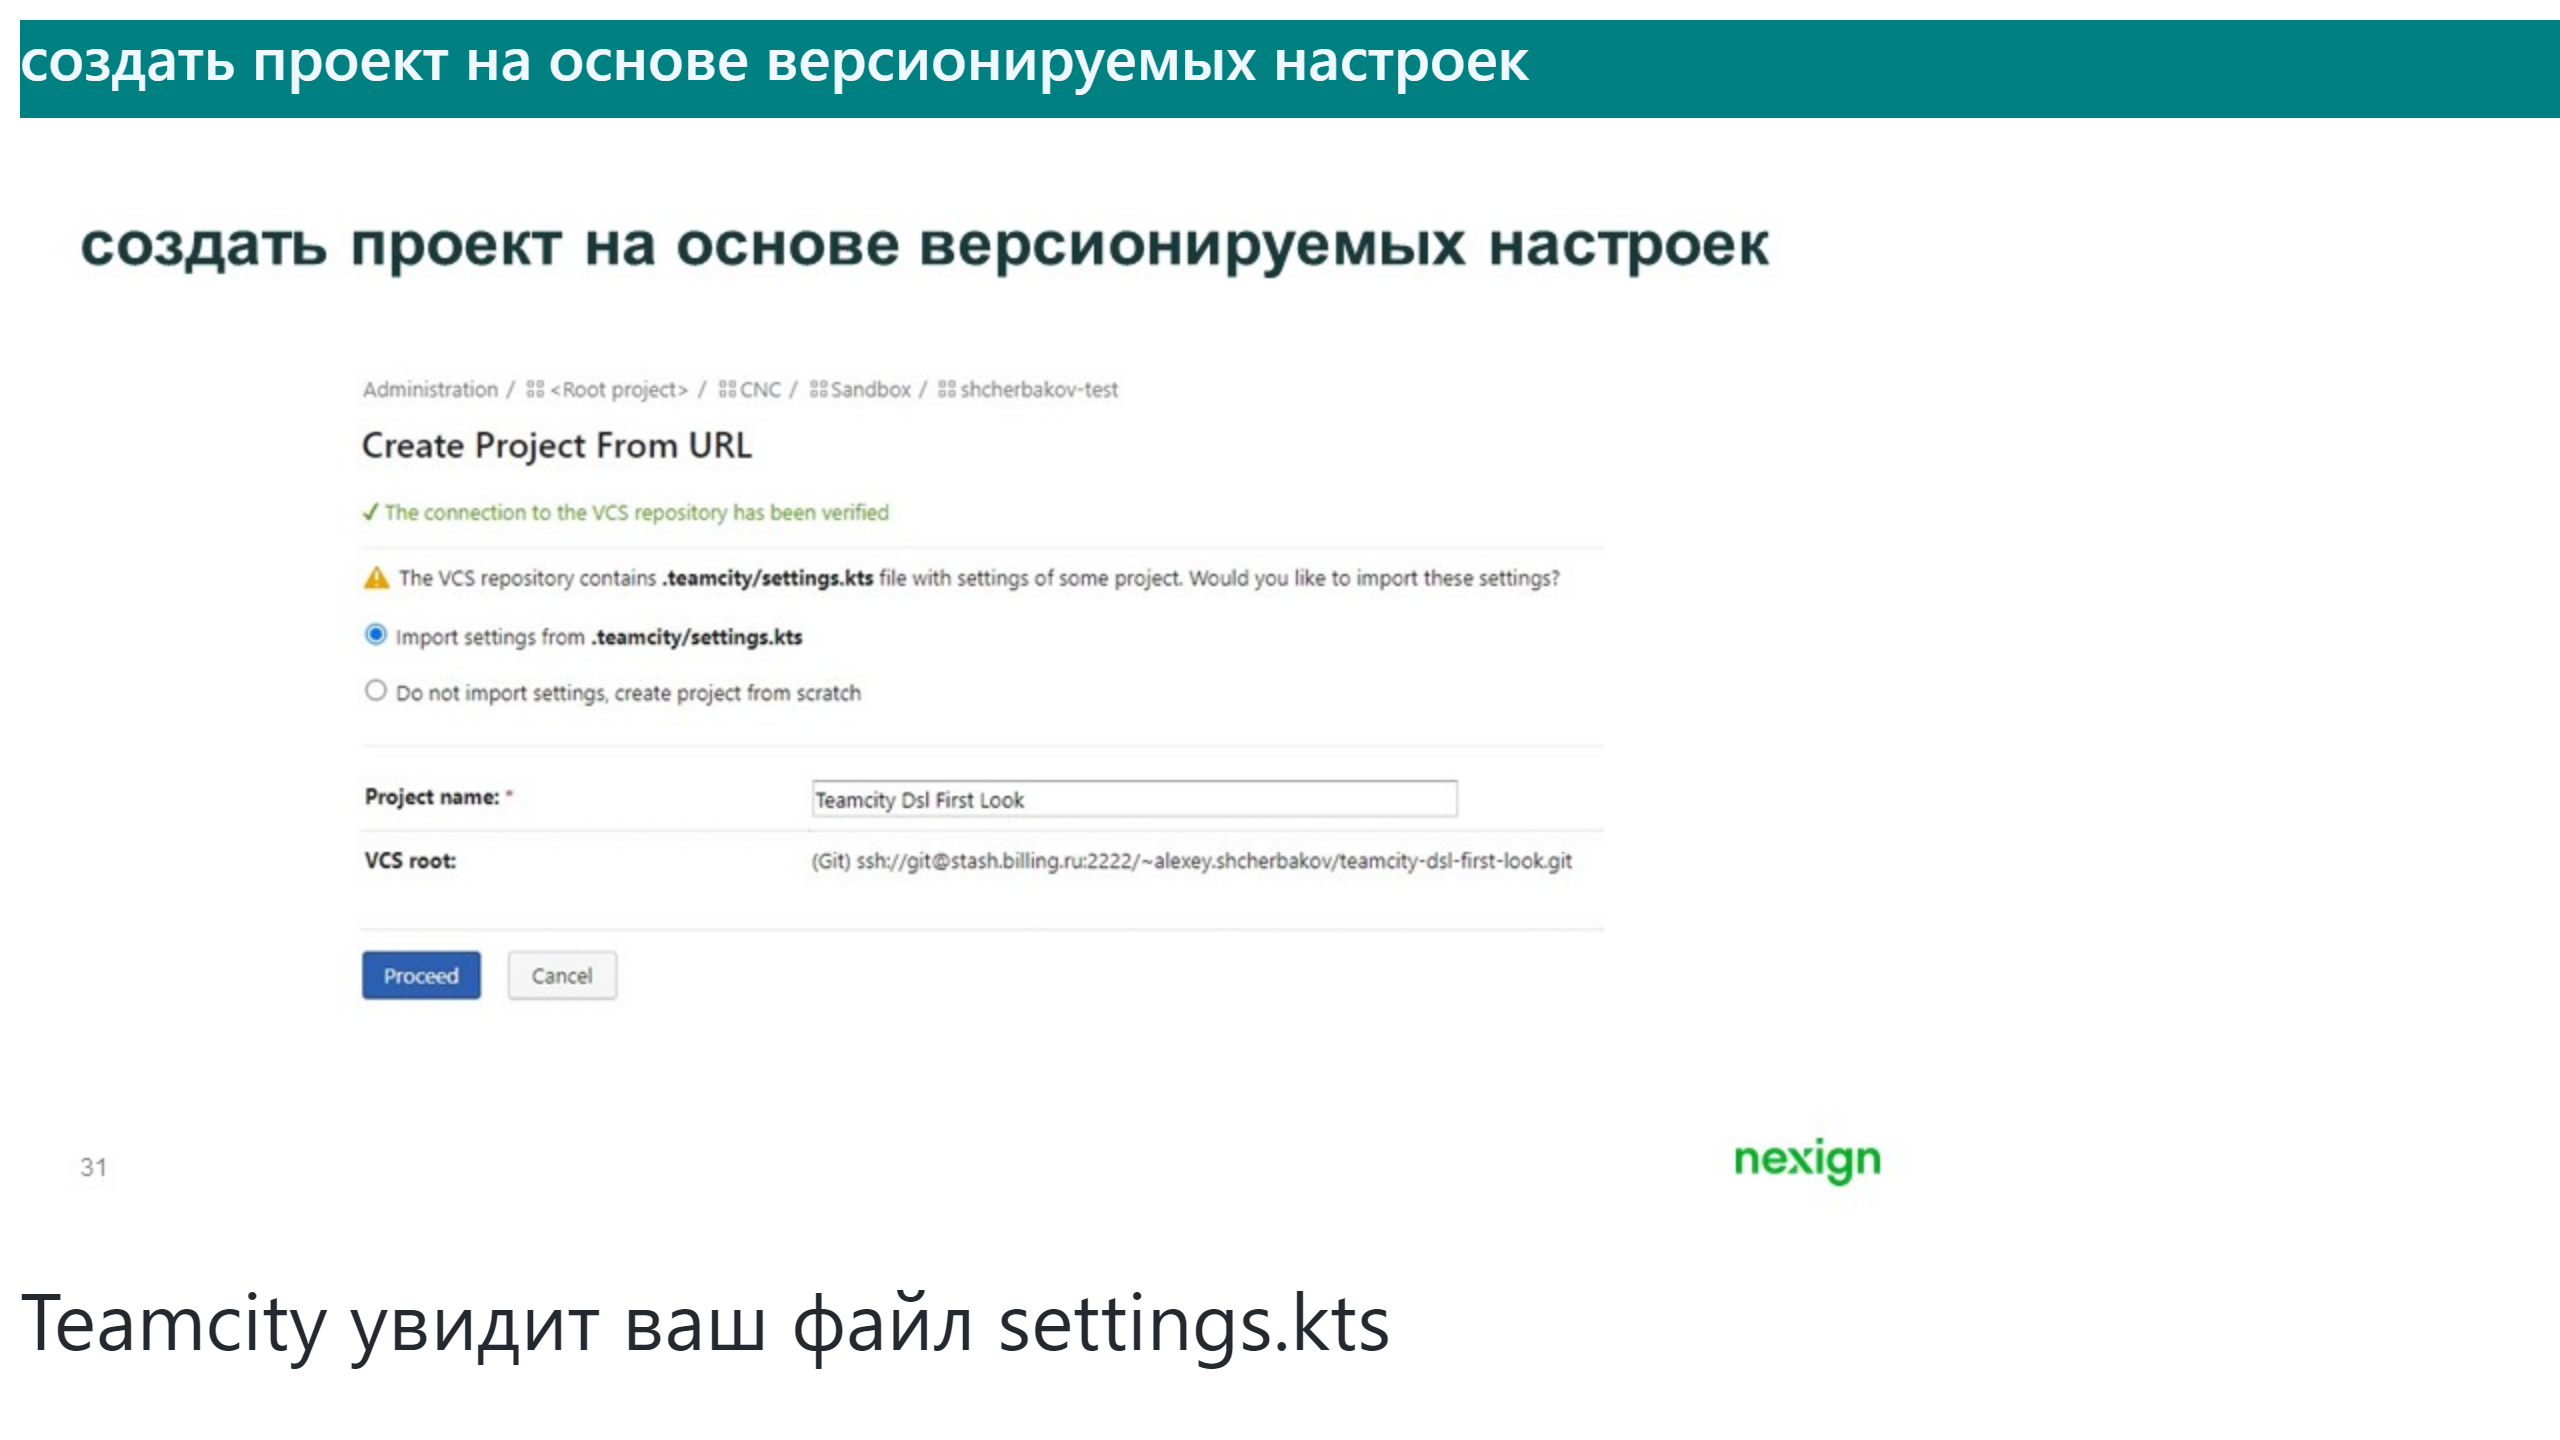 создать проект на основе версионируемых настроек
создать проект на основе версионируемых настроек
Administration / <Root project> / CNC / Sandbox / shcherbakov-test
Create Project From URL
✓ The connection to the VCS repository has been verified
The VCS repository contains .teamcity/settings.kts file with settings of some project. Would you like to import these settings?
Import settings from .teamcity/settings.kts
Do not import settings, create project from scratch
Project name: * Teamcity Dsl First Look
VCS root: (Git) ssh://git@stash.billing.ru:2222/~alexey.shcherbakov/teamcity-dsl-first-look.git
Proceed Cancel
31 nexign
Teamcity увидит ваш файл settings.kts